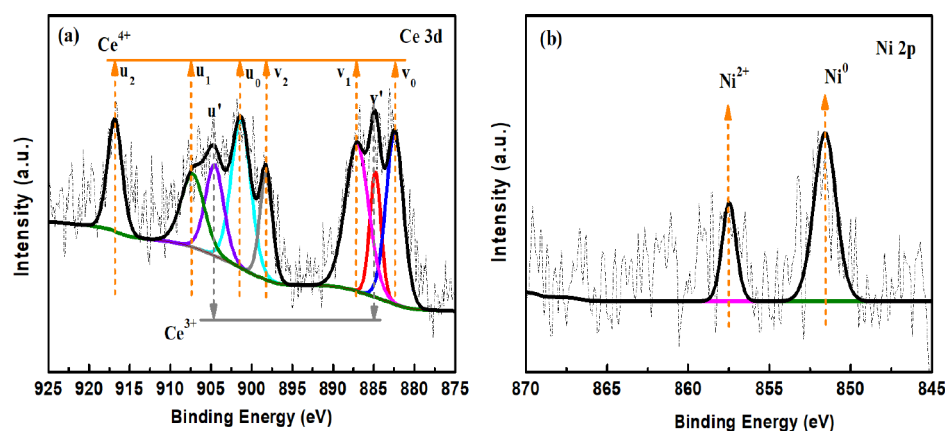 (a)
Ce 3d
Ce⁴⁺
u₂
u₁
u₀
v₂
v₁
v₀
u'
v'
Ce³⁺
Intensity (a.u.)
925 920 915 910 905 900 895 890 885 880 875
Binding Energy (eV)
(b)
Ni 2p
Ni²⁺
Ni⁰
Intensity (a.u.)
870 865 860 855 850 845
Binding Energy (eV)